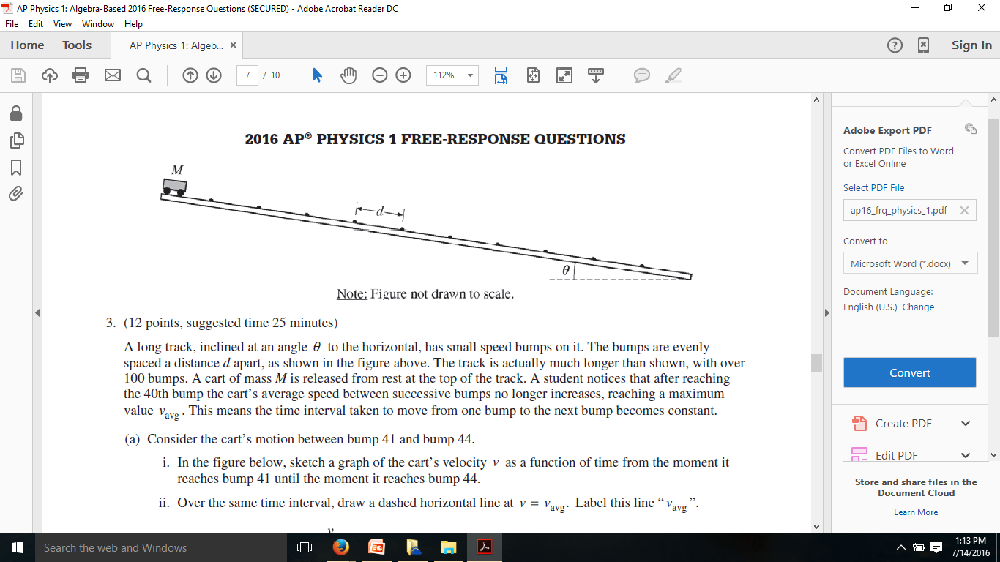 AP Physics 1: Algebra-Based 2016 Free-Response Questions (SECURED) - Adobe Acrobat Reader DC
File Edit View Window Help
Home Tools AP Physics 1: Algeb... × Sign In
7 / 10 112%
2016 AP® PHYSICS 1 FREE-RESPONSE QUESTIONS
M
d
θ
Note: Figure not drawn to scale.
3. (12 points, suggested time 25 minutes)
A long track, inclined at an angle θ to the horizontal, has small speed bumps on it. The bumps are evenly
spaced a distance d apart, as shown in the figure above. The track is actually much longer than shown, with over
100 bumps. A cart of mass M is released from rest at the top of the track. A student notices that after reaching
the 40th bump the cart’s average speed between successive bumps no longer increases, reaching a maximum
value vavg. This means the time interval taken to move from one bump to the next bump becomes constant.
(a) Consider the cart’s motion between bump 41 and bump 44.
i. In the figure below, sketch a graph of the cart’s velocity v as a function of time from the moment it
reaches bump 41 until the moment it reaches bump 44.
ii. Over the same time interval, draw a dashed horizontal line at v = vavg. Label this line “vavg”.
v
Adobe Export PDF
Convert PDF Files to Word
or Excel Online
Select PDF File
ap16_frq_physics_1.pdf
Convert to
Microsoft Word (*.docx)
Document Language:
English (U.S.) Change
Convert
Create PDF
Edit PDF
Store and share files in the
Document Cloud
Learn More
Search the web and Windows
1:13 PM
7/14/2016